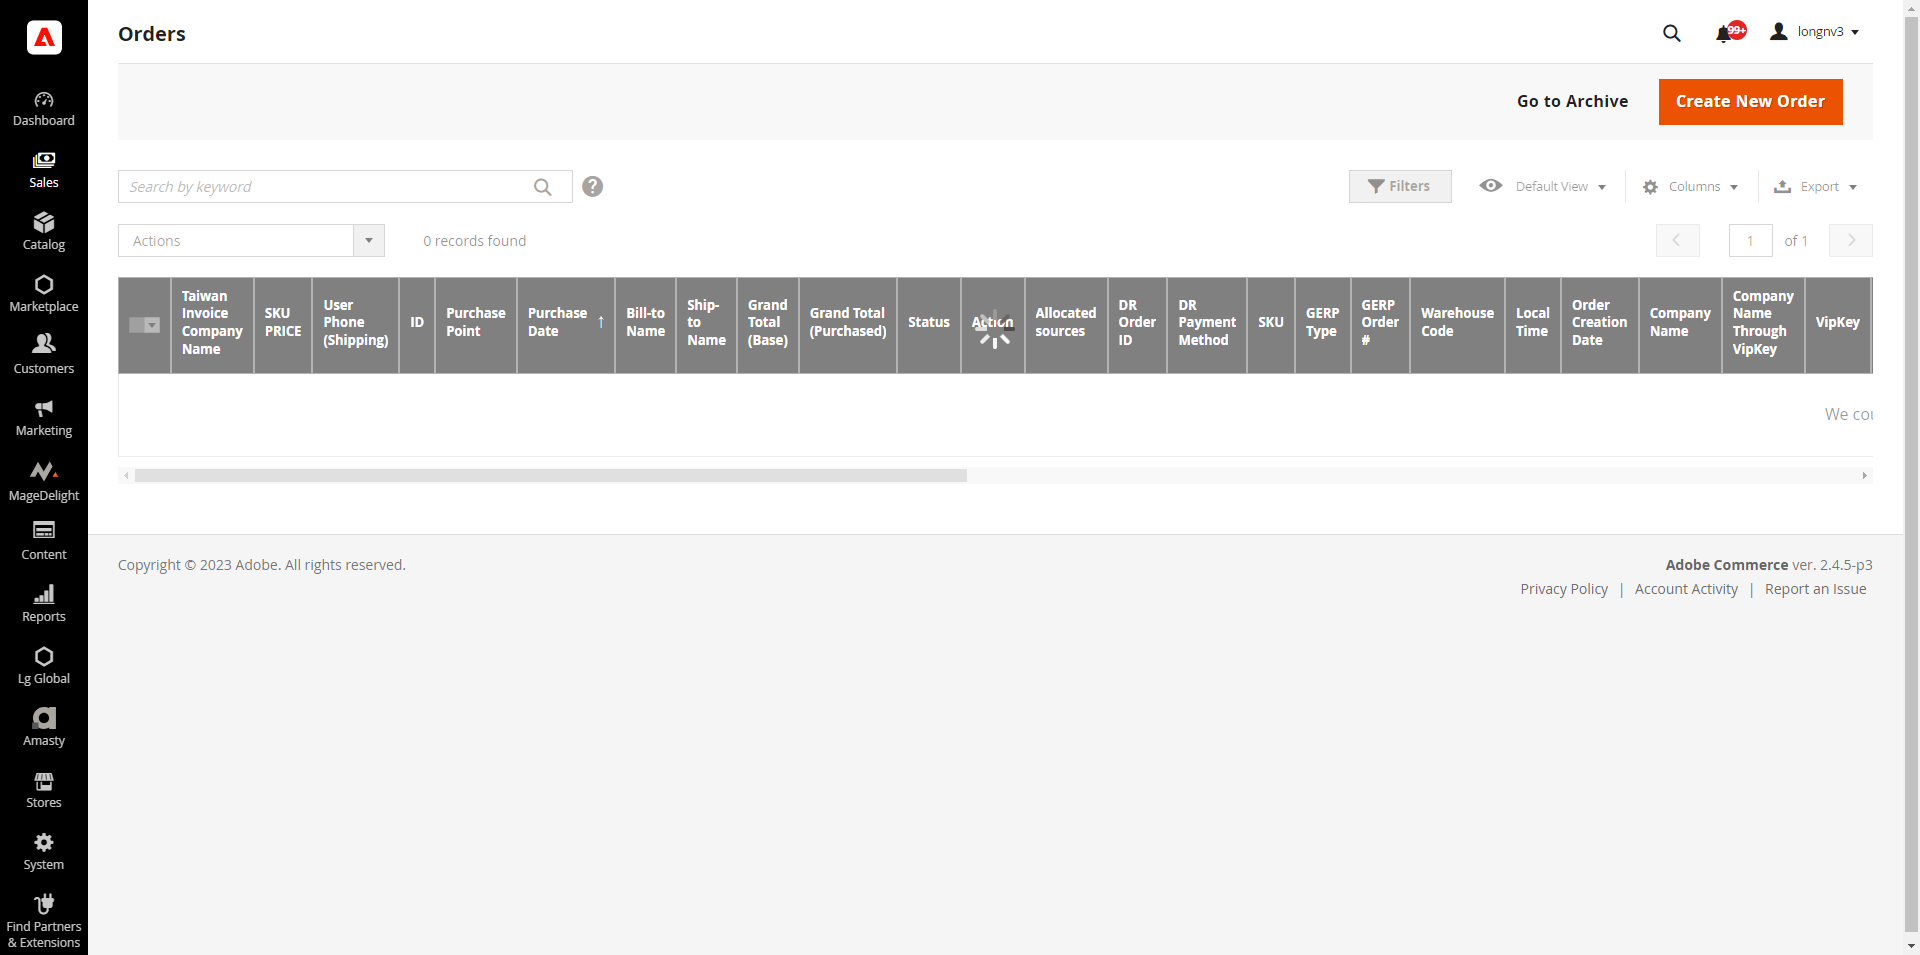 Orders
99+
longnv3
Go to Archive
Create New Order
Dashboard
Sales
Catalog
Marketplace
Customers
Marketing
MageDelight
Content
Reports
Lg Global
Amasty
Stores
System
Find Partners
& Extensions
Search by keyword
?
Filters
Default View
Columns
Export
Actions
0 records found
1
of 1
Taiwan
Invoice
Company
Name
SKU
PRICE
User
Phone
(Shipping)
ID
Purchase
Point
Purchase
Date
Bill-to
Name
Ship-
to
Name
Grand
Total
(Base)
Grand Total
(Purchased)
Status
Action
Allocated
sources
DR
Order
ID
DR
Payment
Method
SKU
GERP
Type
GERP
Order
#
Warehouse
Code
Local
Time
Order
Creation
Date
Company
Name
Company
Name
Through
VipKey
VipKey
We cou
Copyright © 2023 Adobe. All rights reserved.
Adobe Commerce ver. 2.4.5-p3
Privacy Policy | Account Activity | Report an Issue